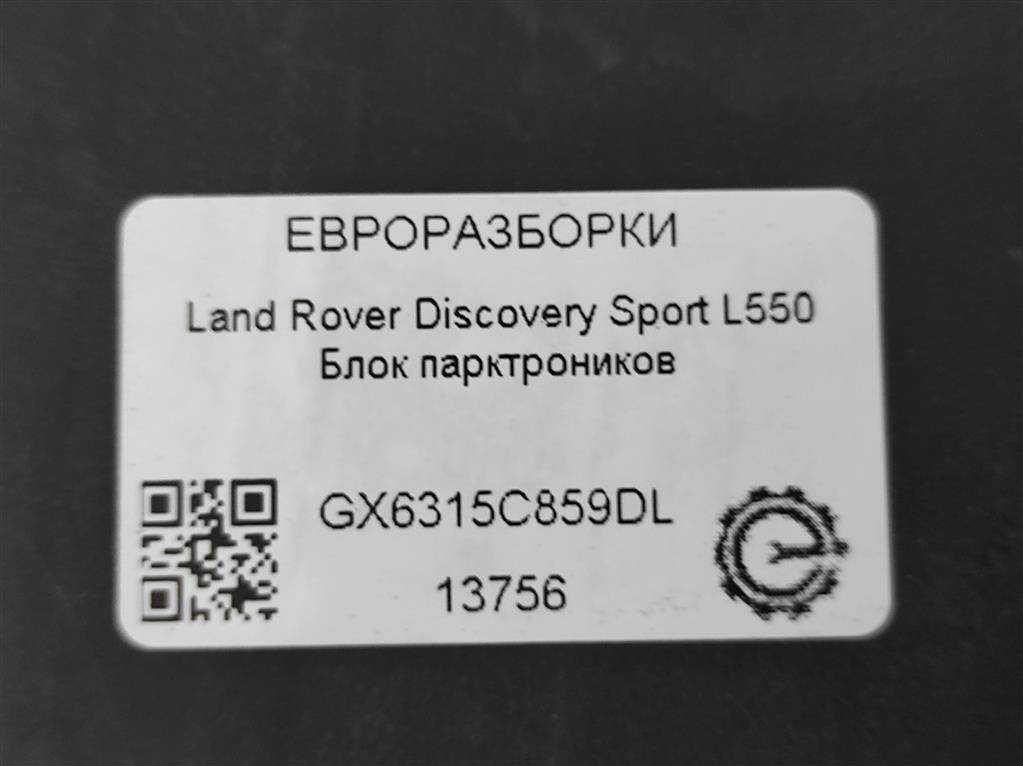 ЕВРОРАЗБОРКИ
Land Rover Discovery Sport L550
Блок парктроников
GX6315C859DL
13756